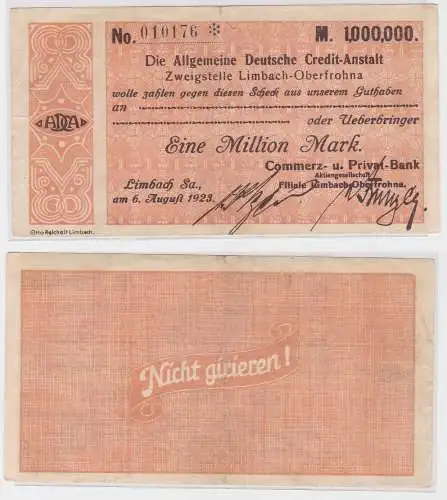 No. 010176 * M. 1,000,000.
Die Allgemeine Deutsche Credit-Anstalt
Zweigstelle Limbach-Oberfrohna
wolle zahlen gegen diesen Scheck aus unserem Guthaben
an
oder Ueberbringer
ADCA
Eine Million Mark.
Commerz- u. Privat-Bank
Aktiengesellschaft
Filiale Limbach-Oberfrohna.
Limbach Sa.,
am 6. August 1923.
Otto Reichelt Limbach.
Nicht girieren!